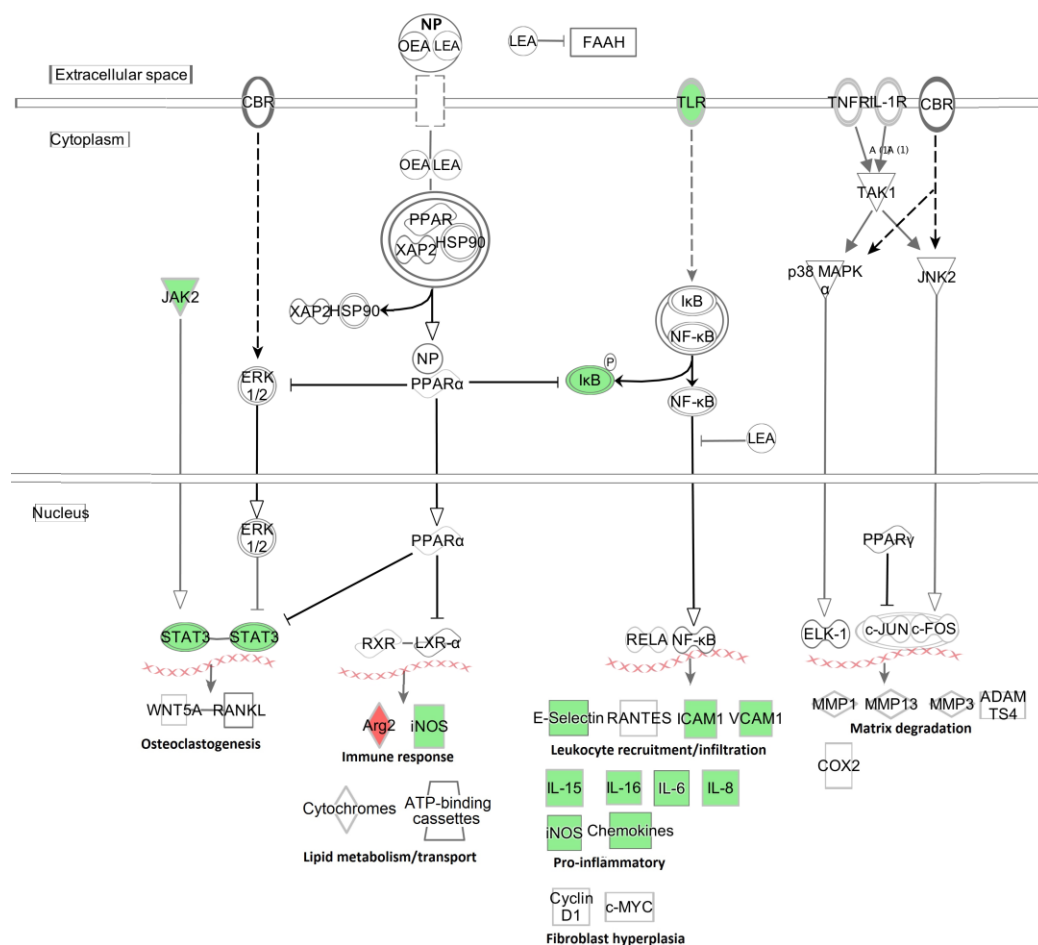 NP
OEA LEA
LEA
FAAH
Extracellular space
CBR
TLR
TNFR
IL-1R
CBR
Cytoplasm
A (1)
A (1)
OEA LEA
TAK1
PPAR
XAP2
HSP90
p38 MAPK
α
JNK2
JAK2
XAP2 HSP90
IκB
NF-κB
NP
PPARα
P
IκB
ERK
1/2
NF-κB
LEA
Nucleus
ERK
1/2
PPARα
PPARγ
STAT3
STAT3
RXR
LXR-α
RELA
NF-κB
ELK-1
c-JUN
c-FOS
WNT5A
RANKL
Osteoclastogenesis
Arg2
iNOS
Immune response
E-Selectin
RANTES
ICAM1
VCAM1
Leukocyte recruitment/infiltration
MMP1
MMP13
MMP3
ADAM
TS4
Matrix degradation
COX2
Cytochromes
ATP-binding
cassettes
Lipid metabolism/transport
IL-15
IL-16
IL-6
IL-8
iNOS
Chemokines
Pro-inflammatory
Cyclin
D1
c-MYC
Fibroblast hyperplasia